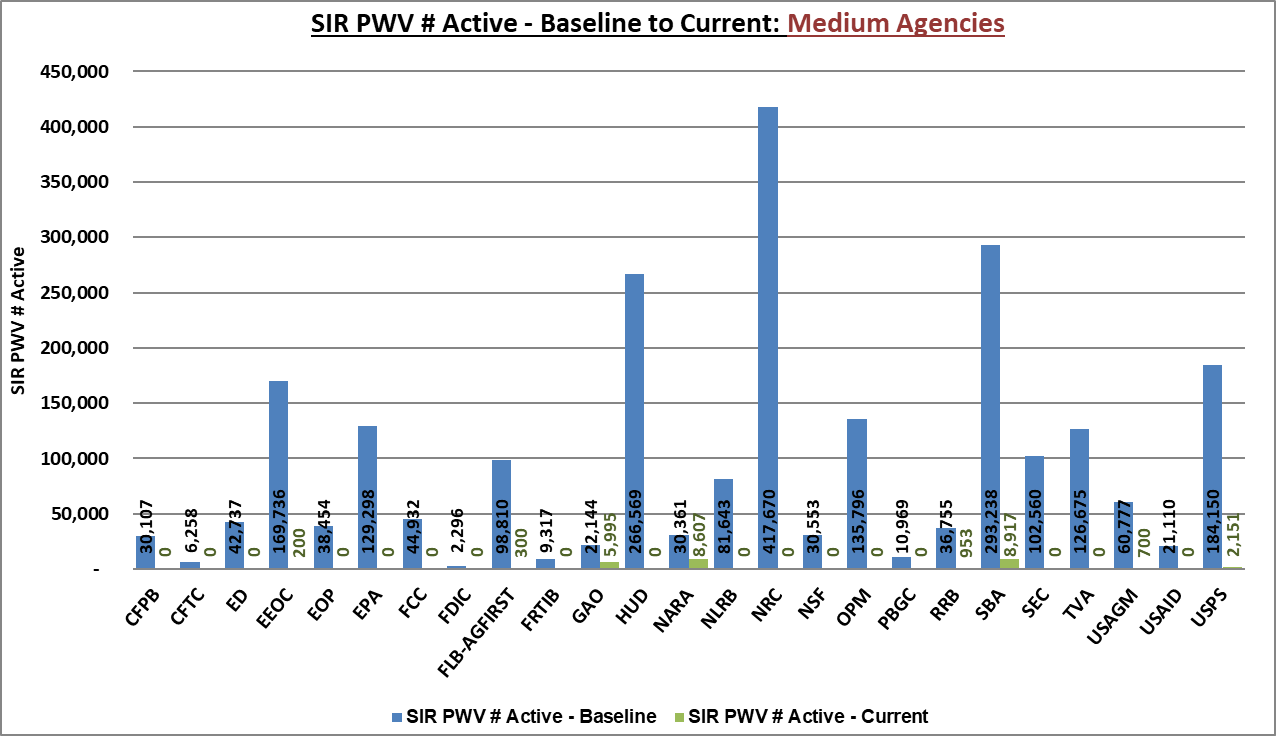 SIR PWV # Active - Baseline to Current: Medium Agencies
SIR PWV # Active
450,000
400,000
350,000
300,000
250,000
200,000
150,000
100,000
50,000
-
30,107
0
6,258
0
42,737
0
169,736
200
38,454
0
129,298
0
44,932
0
2,296
98,810
300
9,317
0
22,144
5,995
266,569
0
30,361
8,607
81,643
0
417,670
0
30,553
0
135,796
0
10,969
0
36,755
953
293,238
8,917
102,560
0
126,675
0
60,777
700
21,110
0
184,150
2,151
CFPB
CFTC
ED
EEOC
EOP
EPA
FCC
FDIC
FLB-AGFIRST
FRTIB
GAO
HUD
NARA
NLRB
NRC
NSF
OPM
PBGC
RRB
SBA
SEC
TVA
USAGM
USAID
USPS
SIR PWV # Active - Baseline
SIR PWV # Active - Current